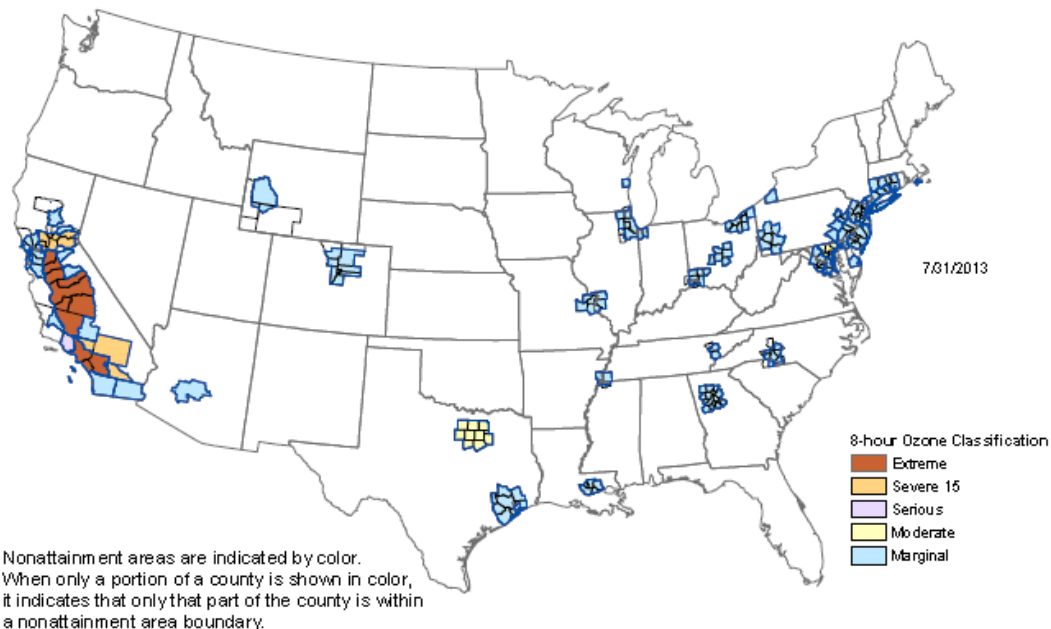 7/31/2013
8-hour Ozone Classification
Extreme
Severe 15
Serious
Moderate
Marginal
Nonattainment areas are indicated by color.
When only a portion of a county is shown in color,
it indicates that only that part of the county is within
a nonattainment area boundary.